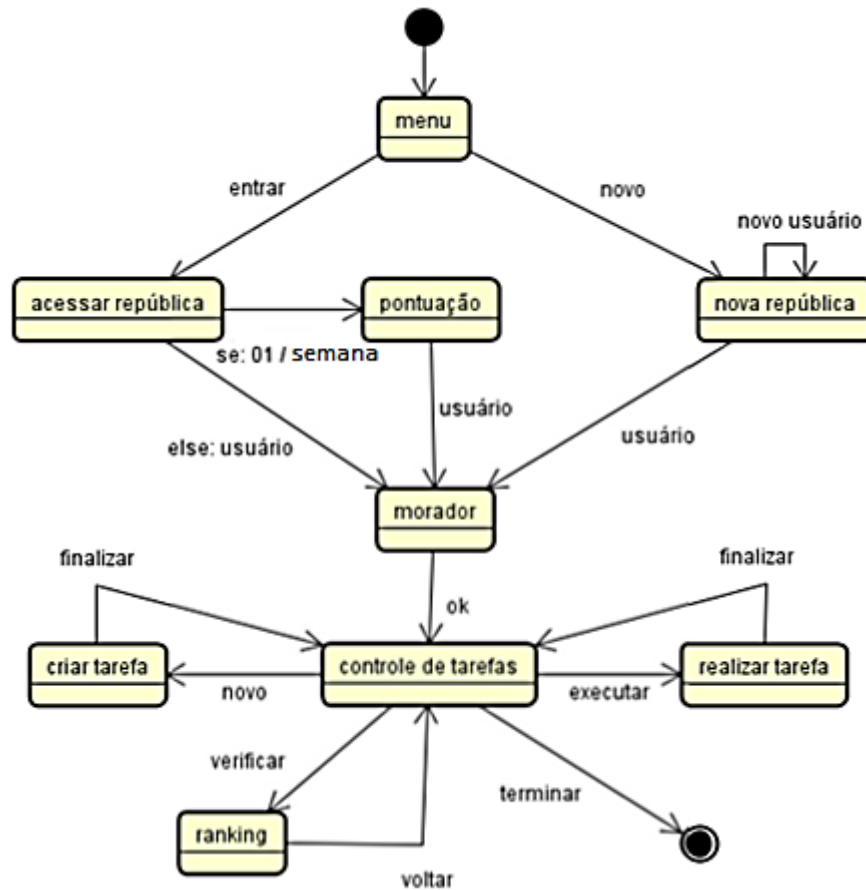 menu
entrar
novo
novo usuário
acessar república
pontuação
nova república
se: 01 / semana
usuário
usuário
else: usuário
morador
finalizar
finalizar
ok
criar tarefa
controle de tarefas
realizar tarefa
novo
executar
verificar
terminar
ranking
voltar